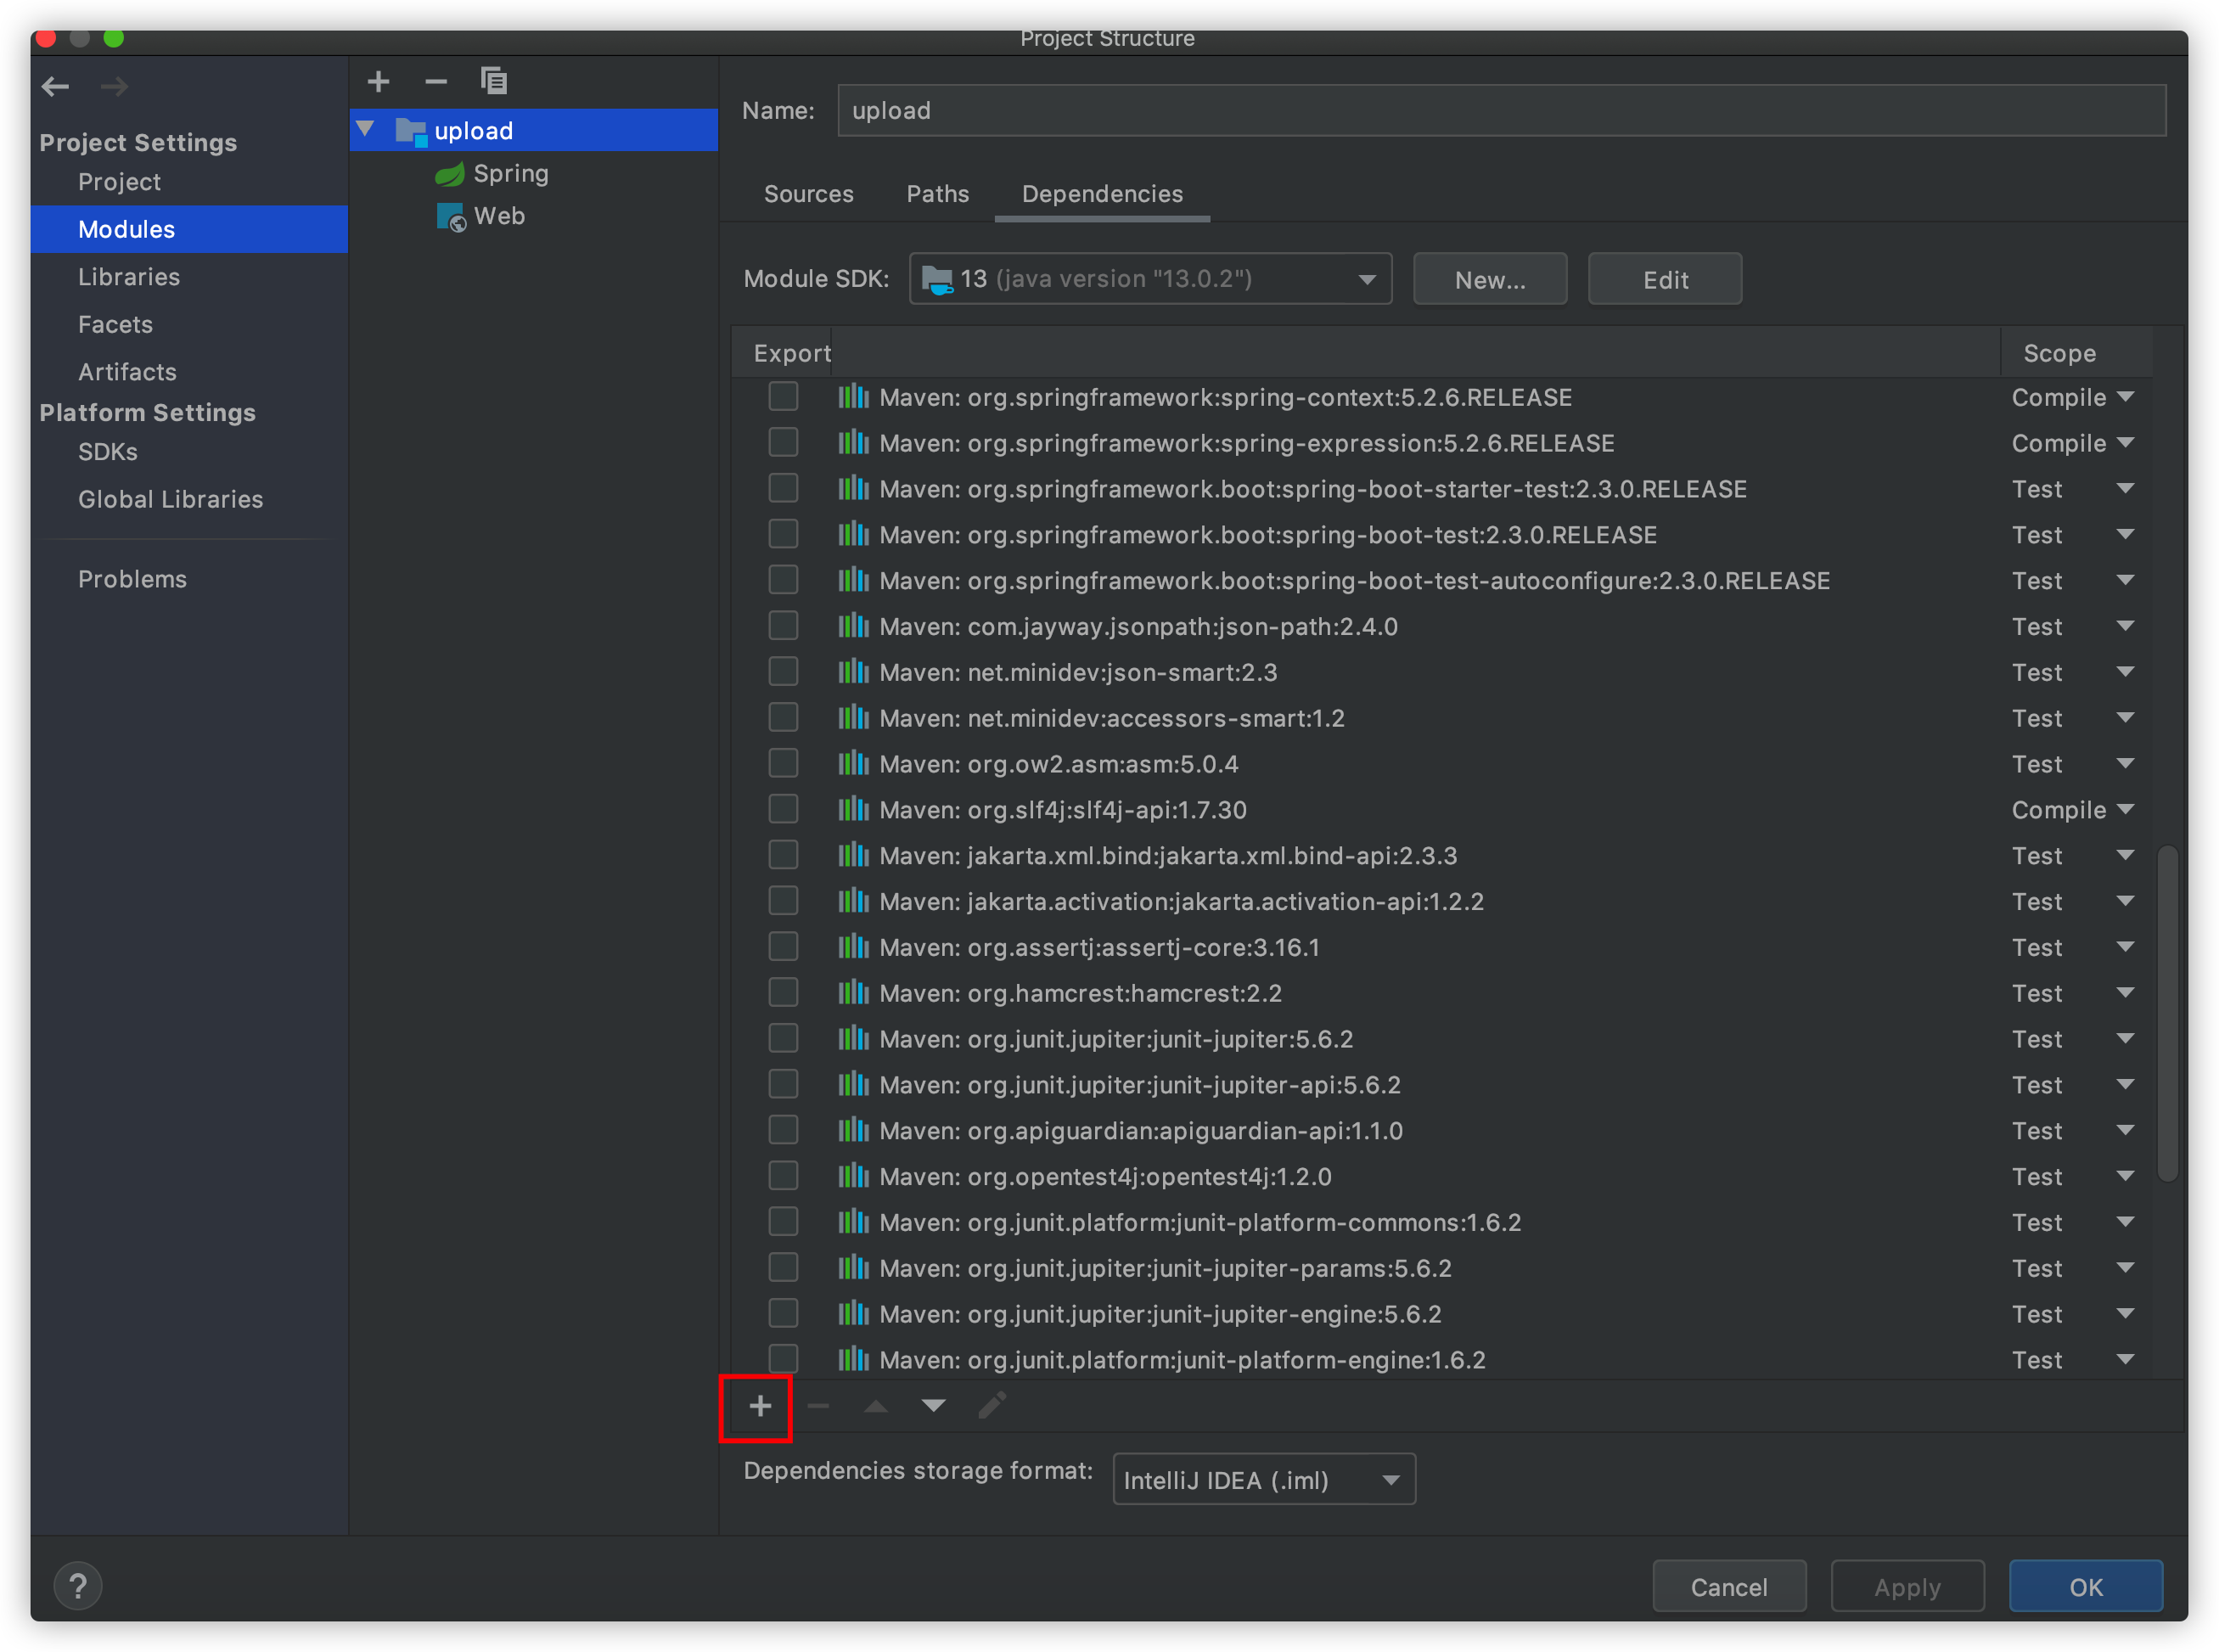 Project Structure
Project Settings
Project
Modules
Libraries
Facets
Artifacts
Platform Settings
SDKs
Global Libraries
Problems
upload
Spring
Web
Name: upload
Sources Paths Dependencies
Module SDK: 13 (java version "13.0.2") New... Edit
Export Scope
Maven: org.springframework:spring-context:5.2.6.RELEASE Compile
Maven: org.springframework:spring-expression:5.2.6.RELEASE Compile
Maven: org.springframework.boot:spring-boot-starter-test:2.3.0.RELEASE Test
Maven: org.springframework.boot:spring-boot-test:2.3.0.RELEASE Test
Maven: org.springframework.boot:spring-boot-test-autoconfigure:2.3.0.RELEASE Test
Maven: com.jayway.jsonpath:json-path:2.4.0 Test
Maven: net.minidev:json-smart:2.3 Test
Maven: net.minidev:accessors-smart:1.2 Test
Maven: org.ow2.asm:asm:5.0.4 Test
Maven: org.slf4j:slf4j-api:1.7.30 Compile
Maven: jakarta.xml.bind:jakarta.xml.bind-api:2.3.3 Test
Maven: jakarta.activation:jakarta.activation-api:1.2.2 Test
Maven: org.assertj:assertj-core:3.16.1 Test
Maven: org.hamcrest:hamcrest:2.2 Test
Maven: org.junit.jupiter:junit-jupiter:5.6.2 Test
Maven: org.junit.jupiter:junit-jupiter-api:5.6.2 Test
Maven: org.apiguardian:apiguardian-api:1.1.0 Test
Maven: org.opentest4j:opentest4j:1.2.0 Test
Maven: org.junit.platform:junit-platform-commons:1.6.2 Test
Maven: org.junit.jupiter:junit-jupiter-params:5.6.2 Test
Maven: org.junit.jupiter:junit-jupiter-engine:5.6.2 Test
Maven: org.junit.platform:junit-platform-engine:1.6.2 Test
Dependencies storage format: IntelliJ IDEA (.iml)
? Cancel Apply OK